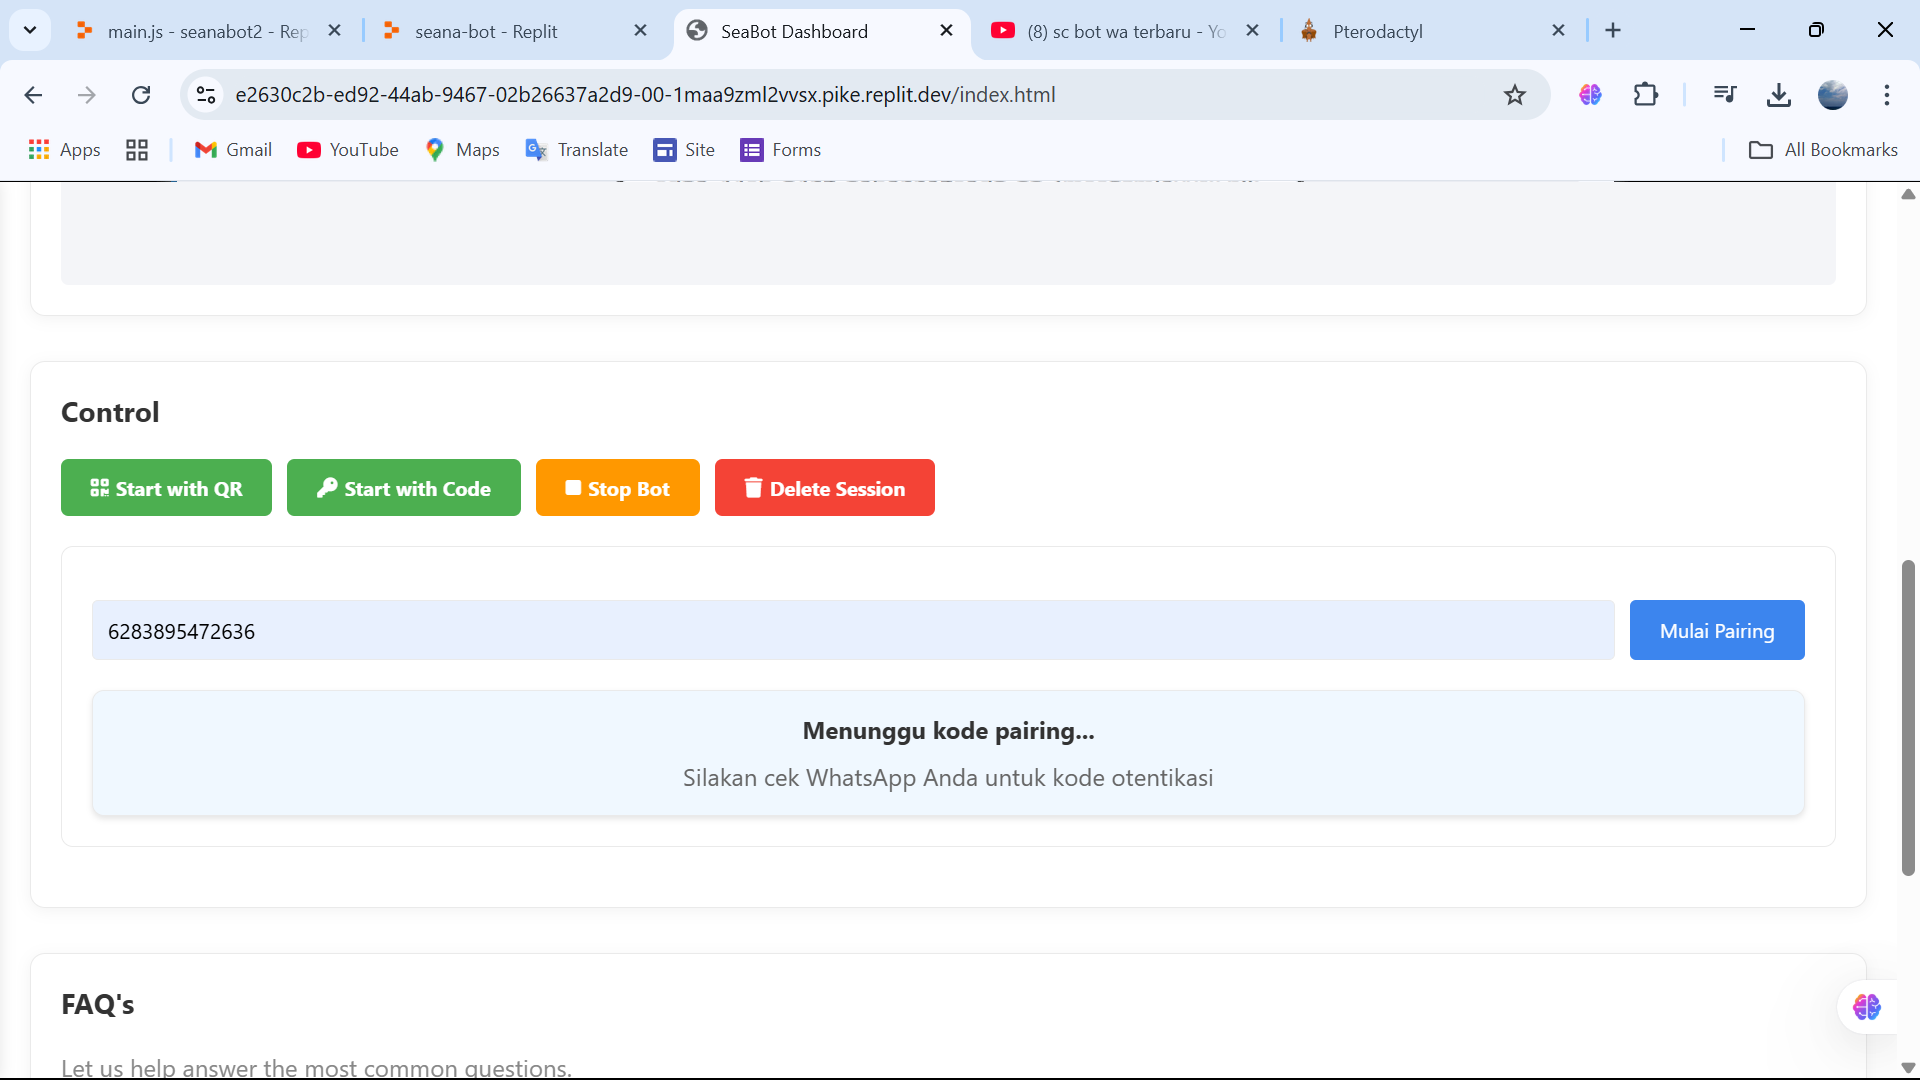 main.js - seanabot2 - Rep
seana-bot - Replit
SeaBot Dashboard
(8) sc bot wa terbaru - Yo
Pterodactyl
e2630c2b-ed92-44ab-9467-02b26637a2d9-00-1maa9zml2vvsx.pike.replit.dev/index.html
Apps
Gmail
YouTube
Maps
Translate
Site
Forms
All Bookmarks
Control
Start with QR
Start with Code
Stop Bot
Delete Session
6283895472636
Mulai Pairing
Menunggu kode pairing...
Silakan cek WhatsApp Anda untuk kode otentikasi
FAQ's
Let us help answer the most common questions.